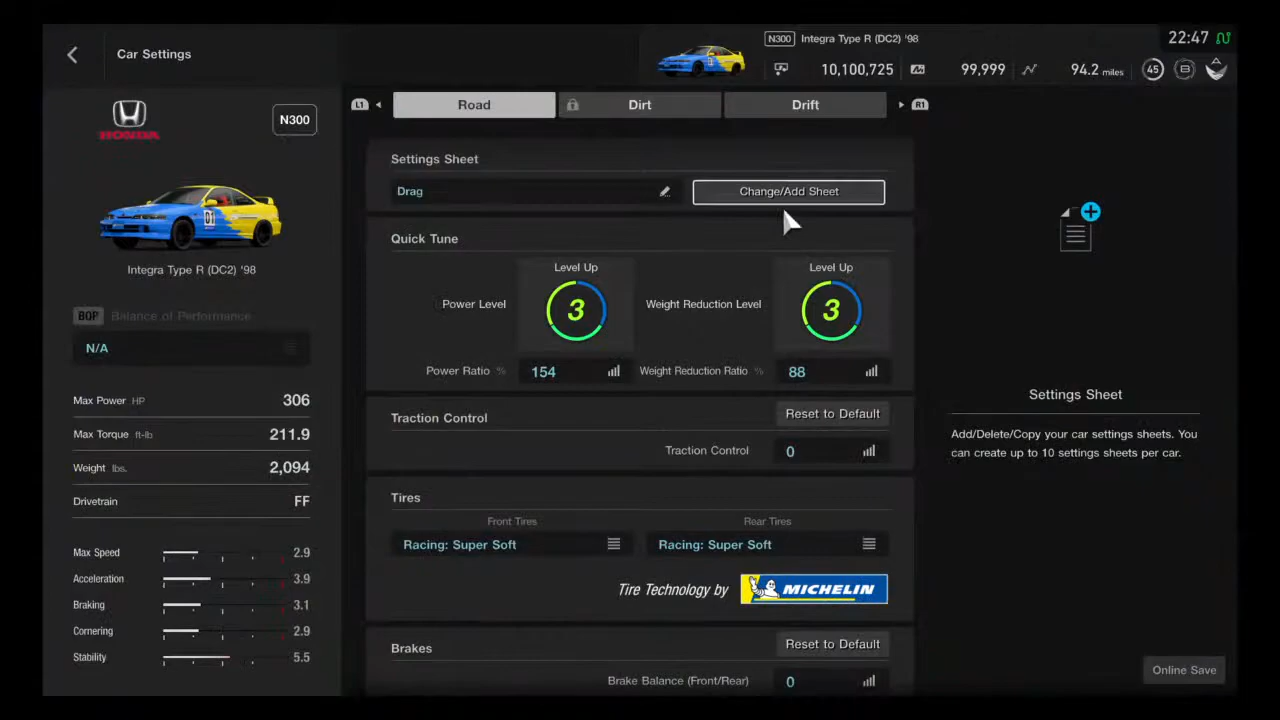 Car Settings
N300 Integra Type R (DC2) '98
22:47
10,100,725 99,999 94.2 miles 45 B
HONDA
N300
L1 Road Dirt Drift R1
Settings Sheet
Drag Change/Add Sheet
01
Integra Type R (DC2) '98
BOP Balance of Performance
N/A
Quick Tune
Level Up Level Up
Power Level 3 Weight Reduction Level 3
Power Ratio % 154 Weight Reduction Ratio % 88
Max Power HP 306
Max Torque ft-lb 211.9
Weight lbs. 2,094
Drivetrain FF
Max Speed 2.9
Acceleration 3.9
Braking 3.1
Cornering 2.9
Stability 5.5
Traction Control Reset to Default
Traction Control 0
Tires
Front Tires Rear Tires
Racing: Super Soft Racing: Super Soft
Tire Technology by MICHELIN
Brakes Reset to Default
Brake Balance (Front/Rear) 0
Settings Sheet
Add/Delete/Copy your car settings sheets. You
can create up to 10 settings sheets per car.
Online Save